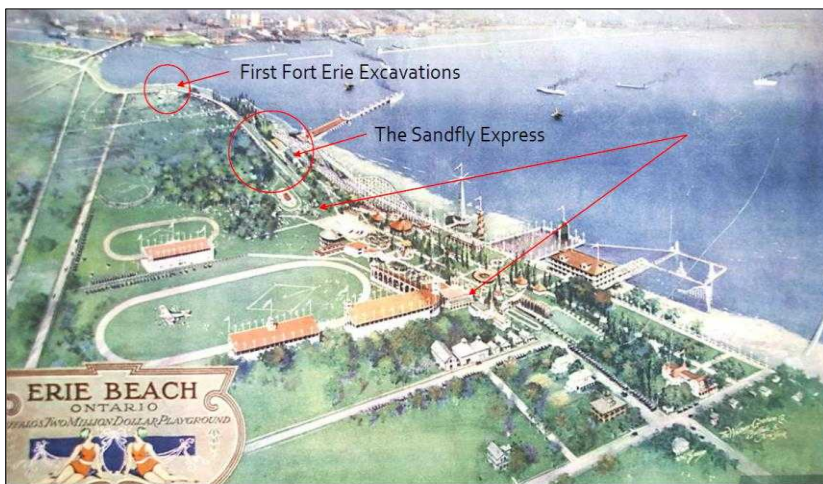 First Fort Erie Excavations
The Sandfly Express
ERIE BEACH
ONTARIO
TWO MILLION DOLLAR PLAYGROUND